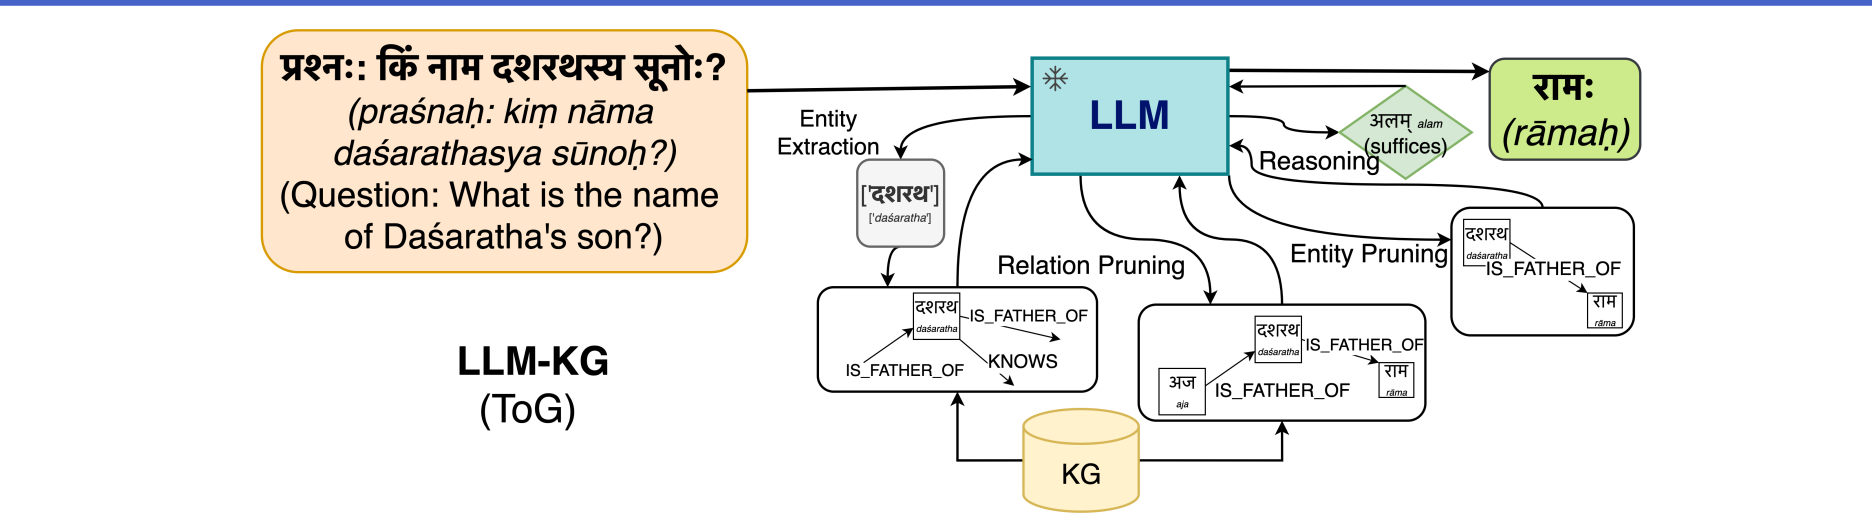 प्रश्नः: किं नाम दशरथस्य सूनोः?
(praśnaḥ: kiṃ nāma
daśarathasya sūnoḥ?)
(Question: What is the name
of Daśaratha's son?)
LLM-KG
(ToG)
Entity
Extraction
['दशरथ']
['daśaratha']
LLM
अलम् alam
(suffices)
रामः
(rāmaḥ)
Reasoning
Relation Pruning
Entity Pruning
दशरथ
daśaratha
IS_FATHER_OF
KNOWS
IS_FATHER_OF
दशरथ
daśaratha
IS_FATHER_OF
राम
rāma
अज
aja
IS_FATHER_OF
दशरथ
daśaratha
IS_FATHER_OF
राम
rāma
KG